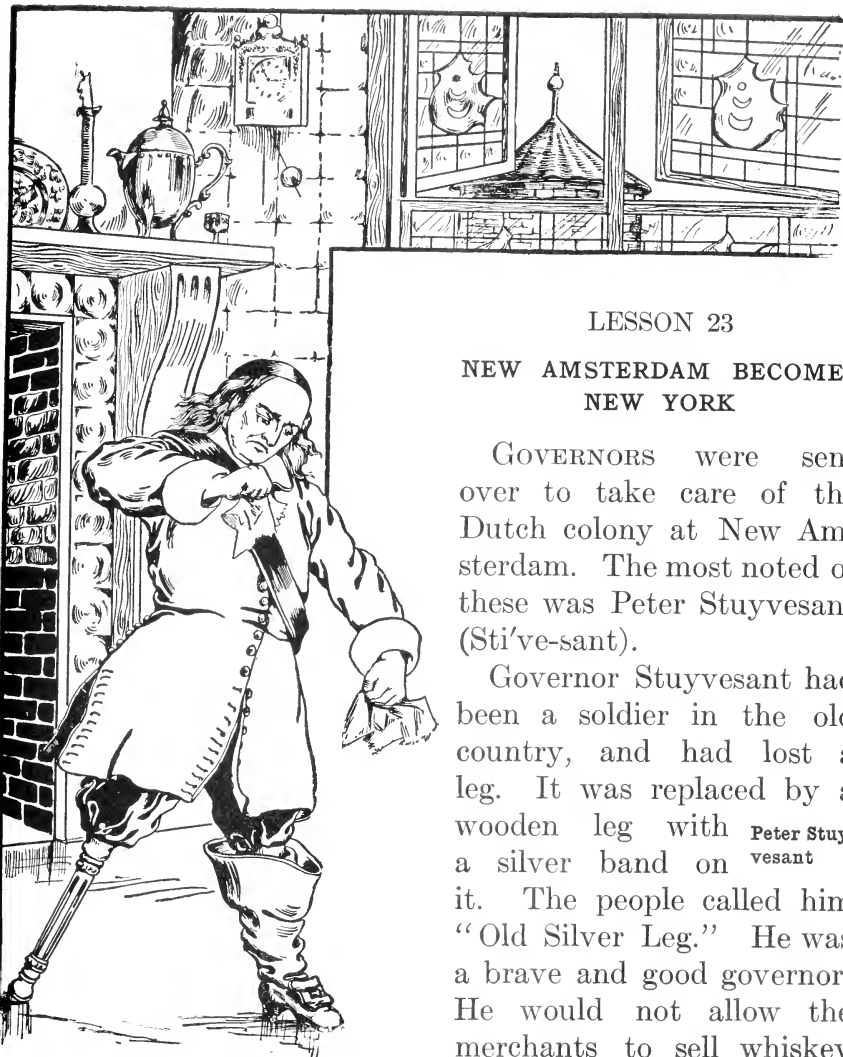 LESSON 23
NEW AMSTERDAM BECOME
NEW YORK
GOVERNORS were sen
over to take care of th
Dutch colony at New Am
sterdam. The most noted o
these was Peter Stuyvesan
(Sti've-sant).
Governor Stuyvesant had
been a soldier in the old
country, and had lost a
leg. It was replaced by a
wooden leg with
a silver band on
Peter Stuy
vesant
it. The people called him
"Old Silver Leg." He was
a brave and good governor
He would not allow the
merchants to sell whiskey